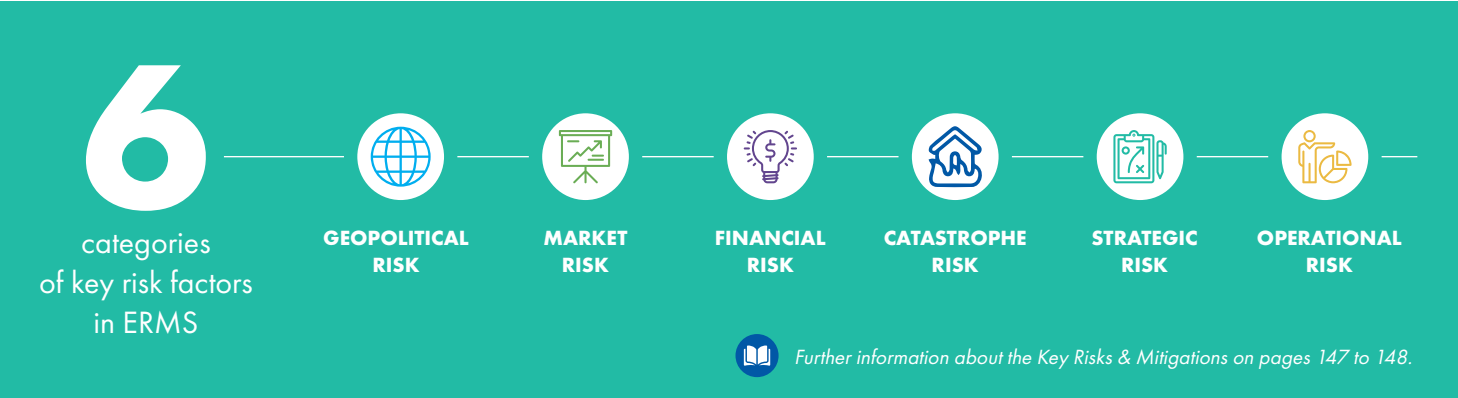 6
categories
of key risk factors
in ERMS
GEOPOLITICAL
RISK
MARKET
RISK
FINANCIAL
RISK
CATASTROPHE
RISK
STRATEGIC
RISK
OPERATIONAL
RISK
Further information about the Key Risks & Mitigations on pages 147 to 148.